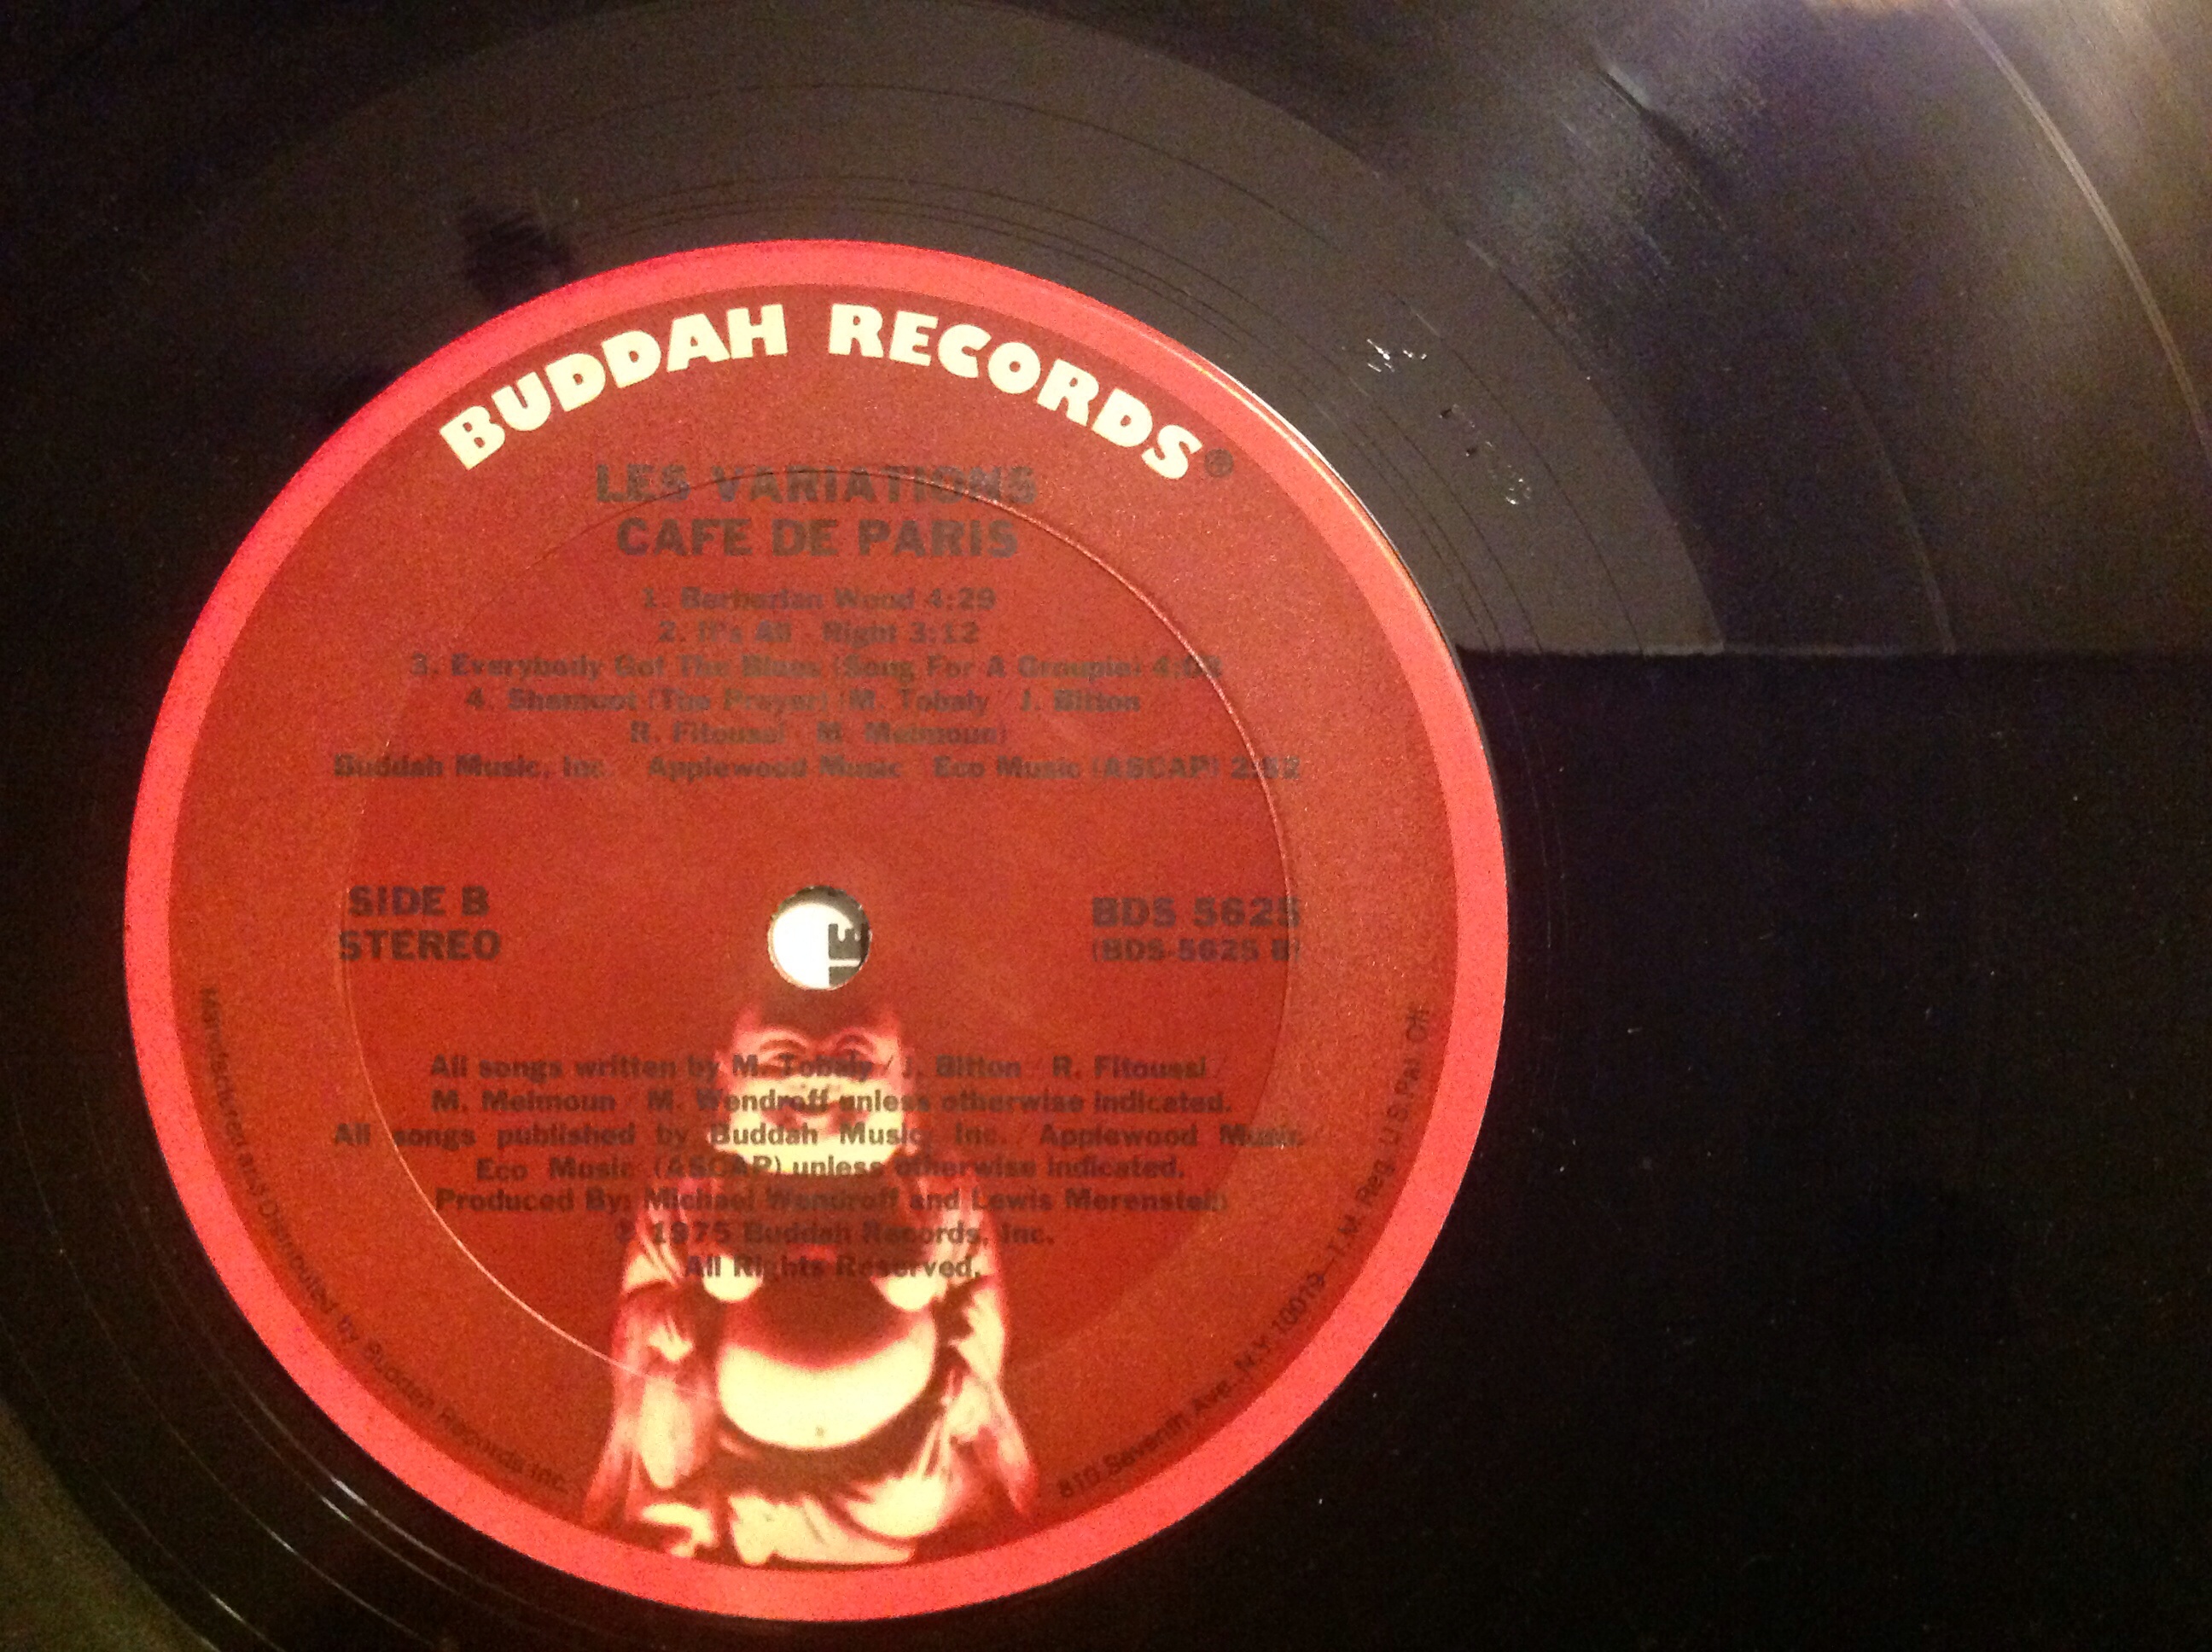 BUDDAH RECORDS®
LES VARIATIONS
CAFE DE PARIS
1. Berberian Wood 4:29
2. It's All Right 3:12
3. Everybody Got The Blues (Song For A Groupie)
4. Shemoot (The Prayer) (M. Tobaly J. Bitton
R. Fitoussi M. Meimoun)
Buddah Music, Inc. Applewood Music Eco Music (ASCAP) 2:52
SIDE B
STEREO
BDS 5625
(BDS-5625 B)
IE
All songs written by M. Tobaly / J. Bitton R. Fitoussi
M. Meimoun M. Wendroff unless otherwise indicated.
All songs published by Buddah Music, Inc. Applewood Music
Eco Music (ASCAP) unless otherwise indicated.
Produced By: Michael Wendroff and Lewis Merenstein
℗ 1975 Buddah Records, Inc.
All Rights Reserved.
Manufactured and Distributed by Buddah Records Inc.
810 Seventh Ave. N.Y. 10019—T.M. Reg. U.S. Pat. Off.